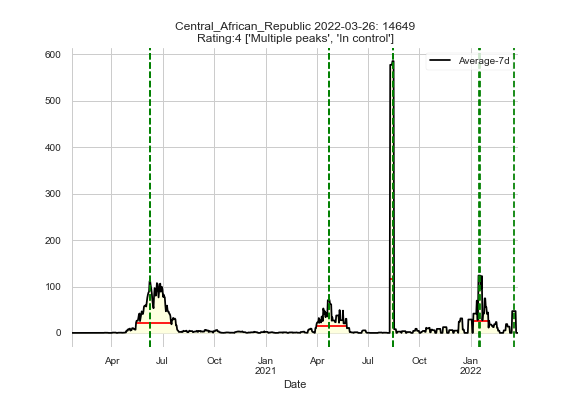 Central_African_Republic 2022-03-26: 14649
Rating:4 ['Multiple peaks', 'In control']
Average-7d
600
500
400
300
200
100
0
Apr
Jul
Oct
Jan
2021
Apr
Jul
Oct
Jan
2022
Date